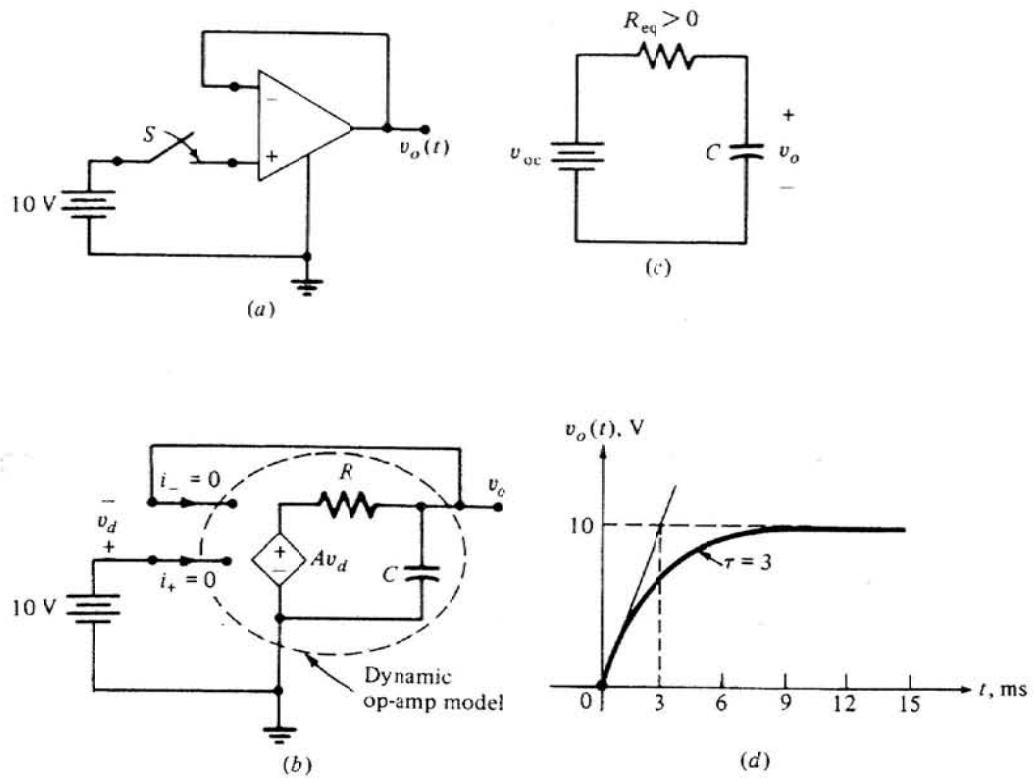 S
−
+
v_o(t)
10 V
(a)
R_eq > 0
v_oc
C
+
v_o
−
(c)
i_− = 0
−
v_d
+
i_+ = 0
10 V
R
+
−
Av_d
C
v_o
Dynamic
op-amp model
(b)
v_o(t), V
10
τ = 3
0 3 6 9 12 15 t, ms
(d)